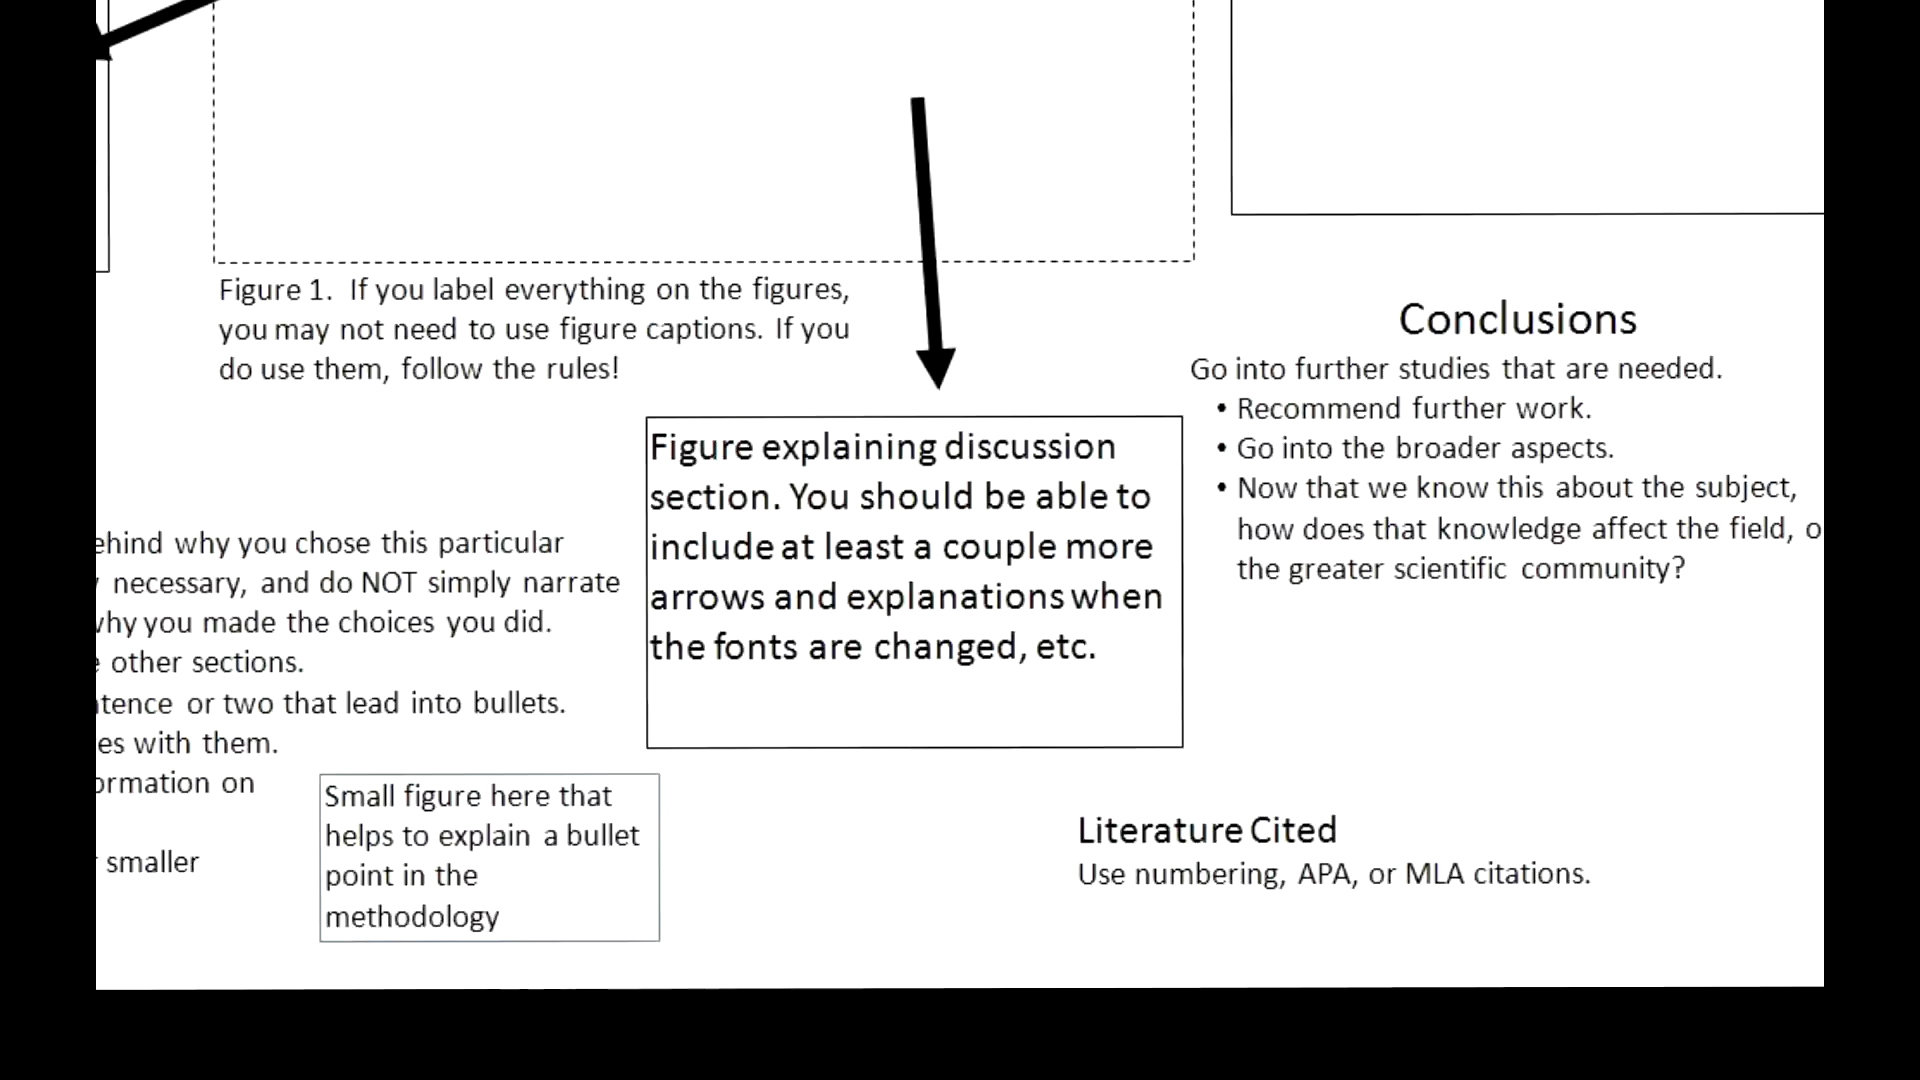 Figure 1. If you label everything on the figures,
you may not need to use figure captions. If you
do use them, follow the rules!
why you chose this particular
necessary, and do NOT simply narrate
you made the choices you did.
other sections.
or two that lead into bullets.
with them.
on
smaller
Small figure here that
helps to explain a bullet
point in the
methodology
Figure explaining discussion
section. You should be able to
include at least a couple more
arrows and explanations when
the fonts are changed, etc.
Conclusions
Go into further studies that are needed.
• Recommend further work.
• Go into the broader aspects.
• Now that we know this about the subject,
how does that knowledge affect the field,
the greater scientific community?
Literature Cited
Use numbering, APA, or MLA citations.